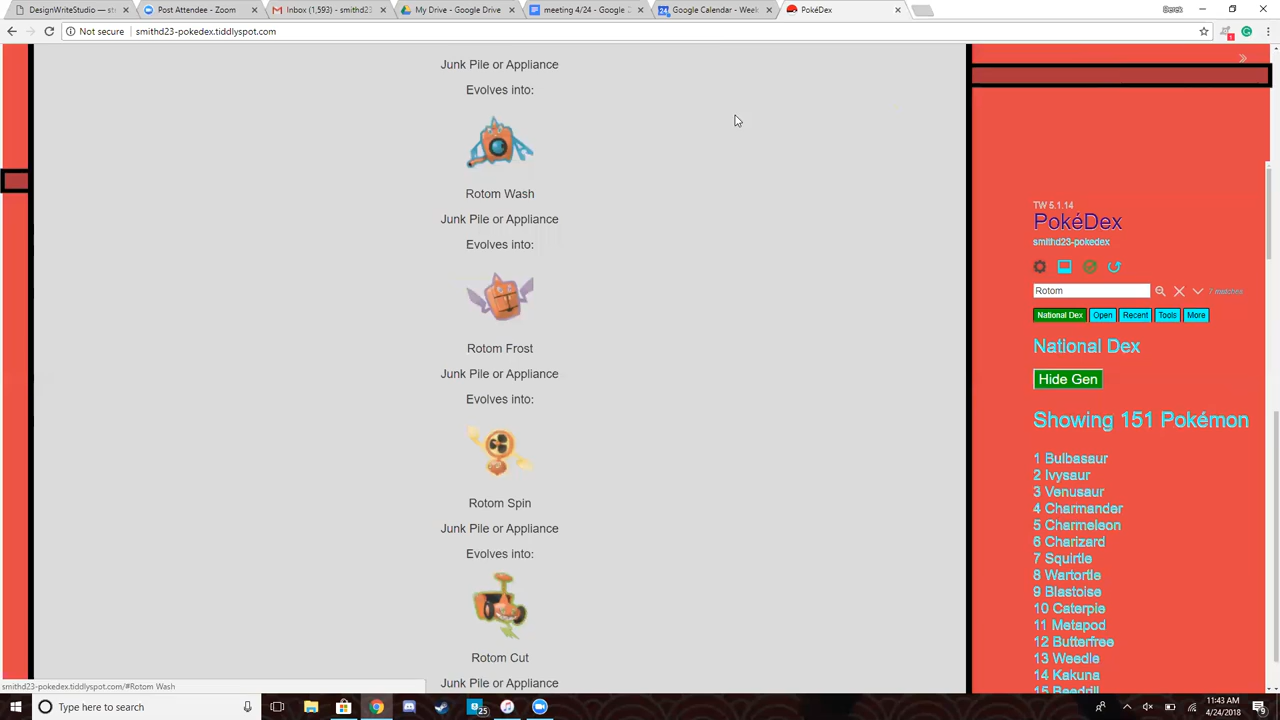 DesignWriteStudio — st
Post Attendee - Zoom
Inbox (1,593) - smithd23
My Drive - Google Drive
meeting 4/24 - Google D
Google Calendar - Week
PokéDex
Derek
Not secure
smithd23-pokedex.tiddlyspot.com
Junk Pile or Appliance
Evolves into:
Rotom Wash
Junk Pile or Appliance
Evolves into:
Rotom Frost
Junk Pile or Appliance
Evolves into:
Rotom Spin
Junk Pile or Appliance
Evolves into:
Rotom Cut
Junk Pile or Appliance
TW 5.1.14
PokéDex
smithd23-pokedex
Rotom
7 matches
National Dex
Open
Recent
Tools
More
National Dex
Hide Gen
Showing 151 Pokémon
1 Bulbasaur
2 Ivysaur
3 Venusaur
4 Charmander
5 Charmeleon
6 Charizard
7 Squirtle
8 Wartortle
9 Blastoise
10 Caterpie
11 Metapod
12 Butterfree
13 Weedle
14 Kakuna
15 Beedrill
smithd23-pokedex.tiddlyspot.com/#Rotom Wash
Type here to search
25
11:43 AM
4/24/2018